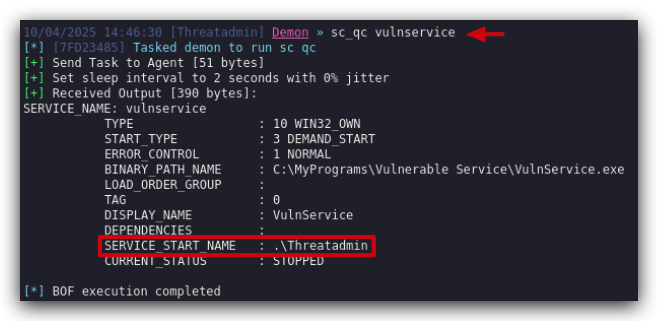 10/04/2025 14:46:30 [Threatadmin] Demon » sc_qc vulnservice
[*] [7FD23485] Tasked demon to run sc qc
[+] Send Task to Agent [51 bytes]
[+] Set sleep interval to 2 seconds with 0% jitter
[+] Received Output [390 bytes]:
SERVICE_NAME: vulnservice
TYPE : 10 WIN32_OWN
START_TYPE : 3 DEMAND_START
ERROR_CONTROL : 1 NORMAL
BINARY_PATH_NAME : C:\MyPrograms\Vulnerable Service\VulnService.exe
LOAD_ORDER_GROUP :
TAG : 0
DISPLAY_NAME : VulnService
DEPENDENCIES :
SERVICE_START_NAME : .\Threatadmin
CURRENT_STATUS : STOPPED
[*] BOF execution completed